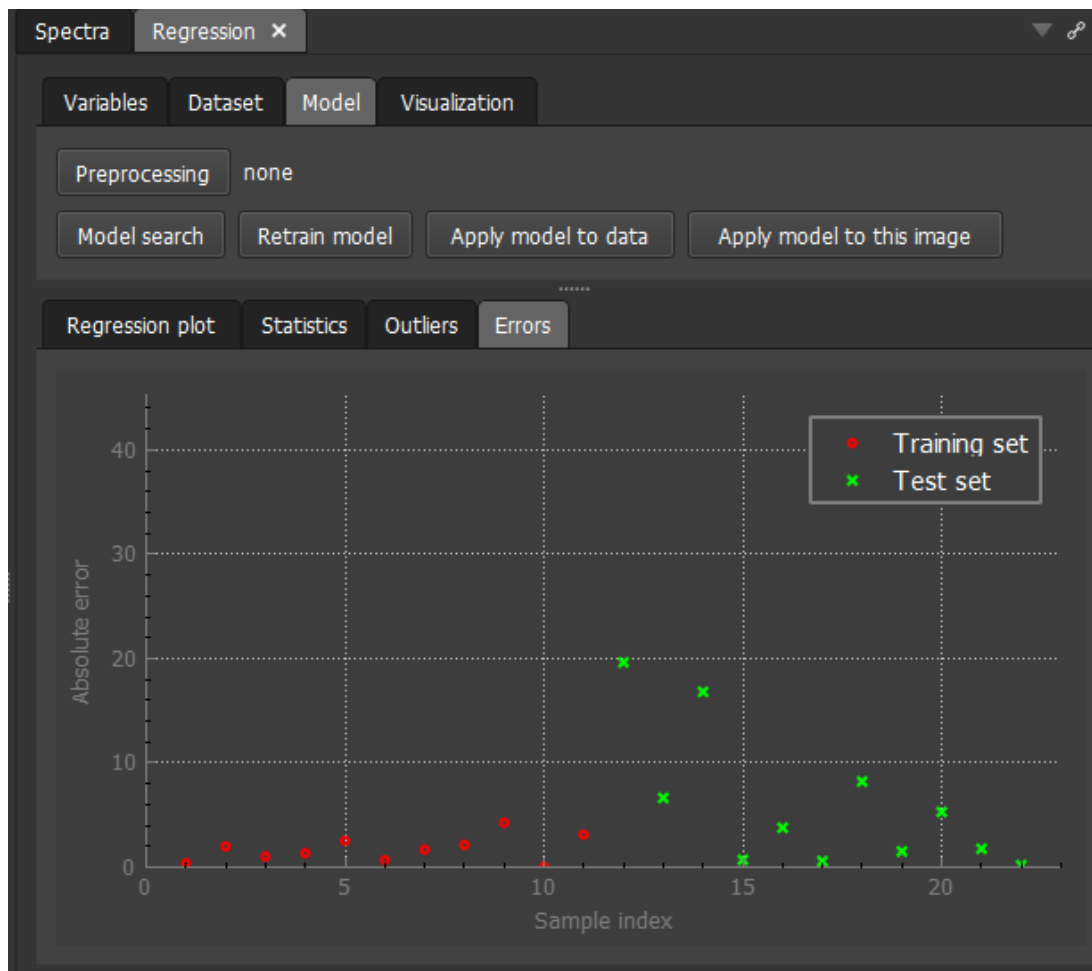 Spectra Regression ×
Variables Dataset Model Visualization
Preprocessing none
Model search Retrain model Apply model to data Apply model to this image
Regression plot Statistics Outliers Errors
Training set
Test set
40
30
20
10
0
Absolute error
0 5 10 15 20
Sample index